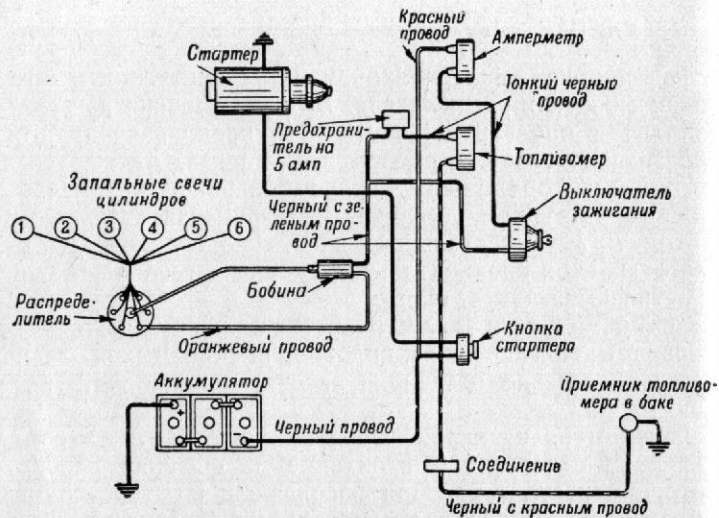 Красный
провод
Амперметр
Стартер
Тонкий черный
провод
Предохрани-
тель на
5 амп
Топливомер
Запальные свечи
цилиндров
1 2 3 4 5 6
Черный с зе-
леным про-
вод
Выключатель
зажигания
Бобина
Распреде-
литель
Оранжевый провод
Кнопка
стартера
Аккумулятор
+
-
Черный провод
Приемник топливо-
мера в баке
Соединение
Черный с красным провод